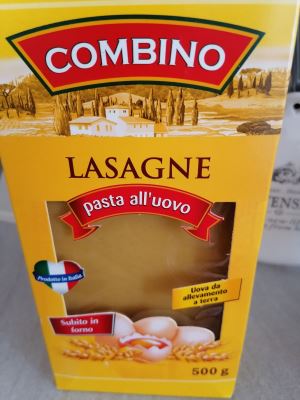 COMBINO
LASAGNE
pasta all'uovo
Prodotto in Italia
Uova da
allevamento
a terra
Subito in
forno
500 g